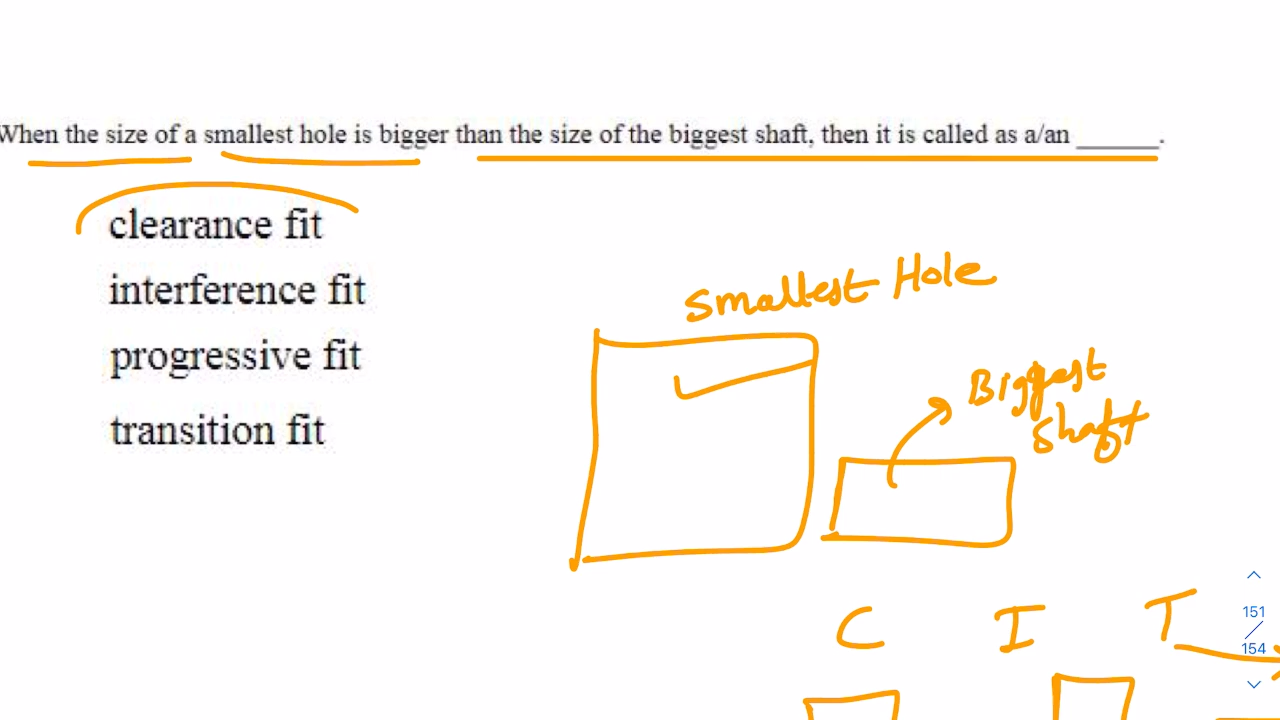 When the size of a smallest hole is bigger than the size of the biggest shaft, then it is called as a/an ______.
clearance fit
interference fit
progressive fit
transition fit
Smallest Hole
Biggest
shaft
C I T
151
/
154